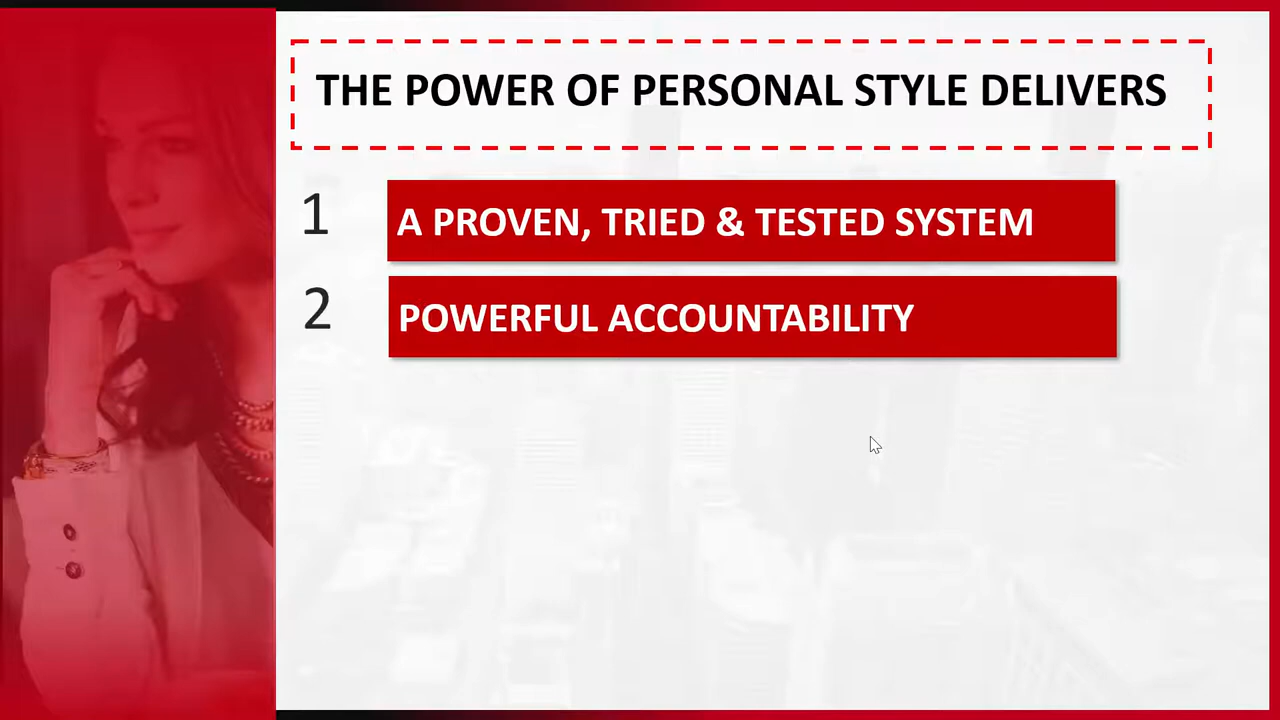 THE POWER OF PERSONAL STYLE DELIVERS
1 A PROVEN, TRIED & TESTED SYSTEM
2 POWERFUL ACCOUNTABILITY